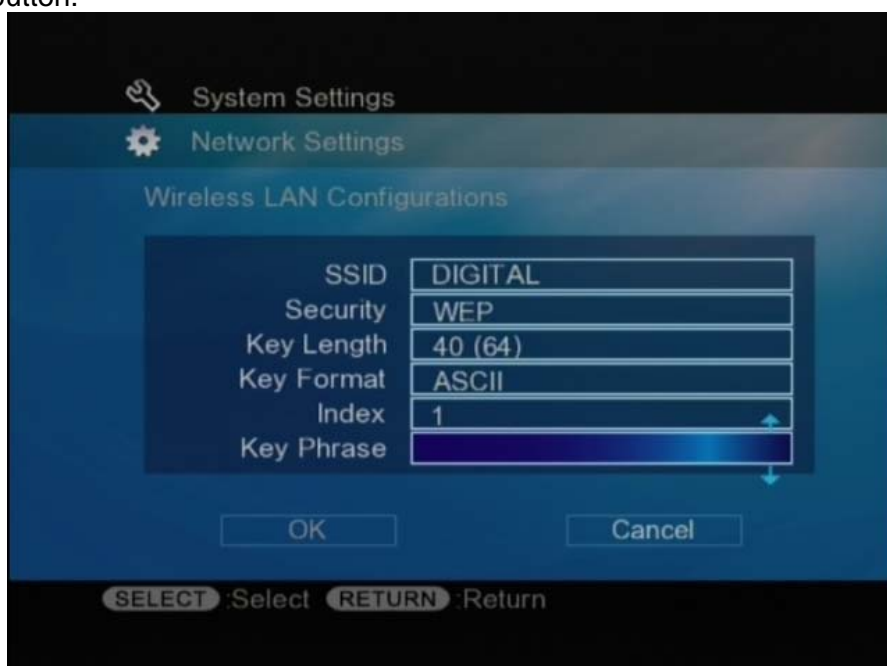 button.
System Settings
Network Settings
Wireless LAN Configurations
SSID DIGITAL
Security WEP
Key Length 40 (64)
Key Format ASCII
Index 1
Key Phrase
OK Cancel
SELECT :Select RETURN :Return